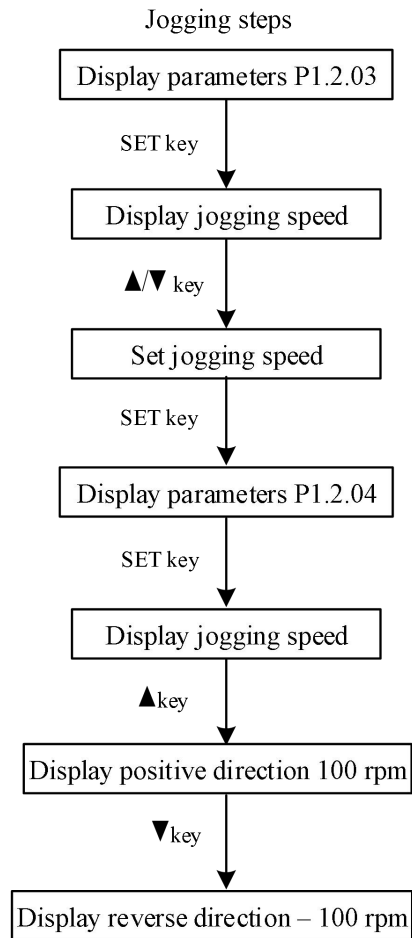 Jogging steps
Display parameters P1.2.03
SET key
Display jogging speed
▲/▼ key
Set jogging speed
SET key
Display parameters P1.2.04
SET key
Display jogging speed
▲key
Display positive direction 100 rpm
▼key
Display reverse direction – 100 rpm